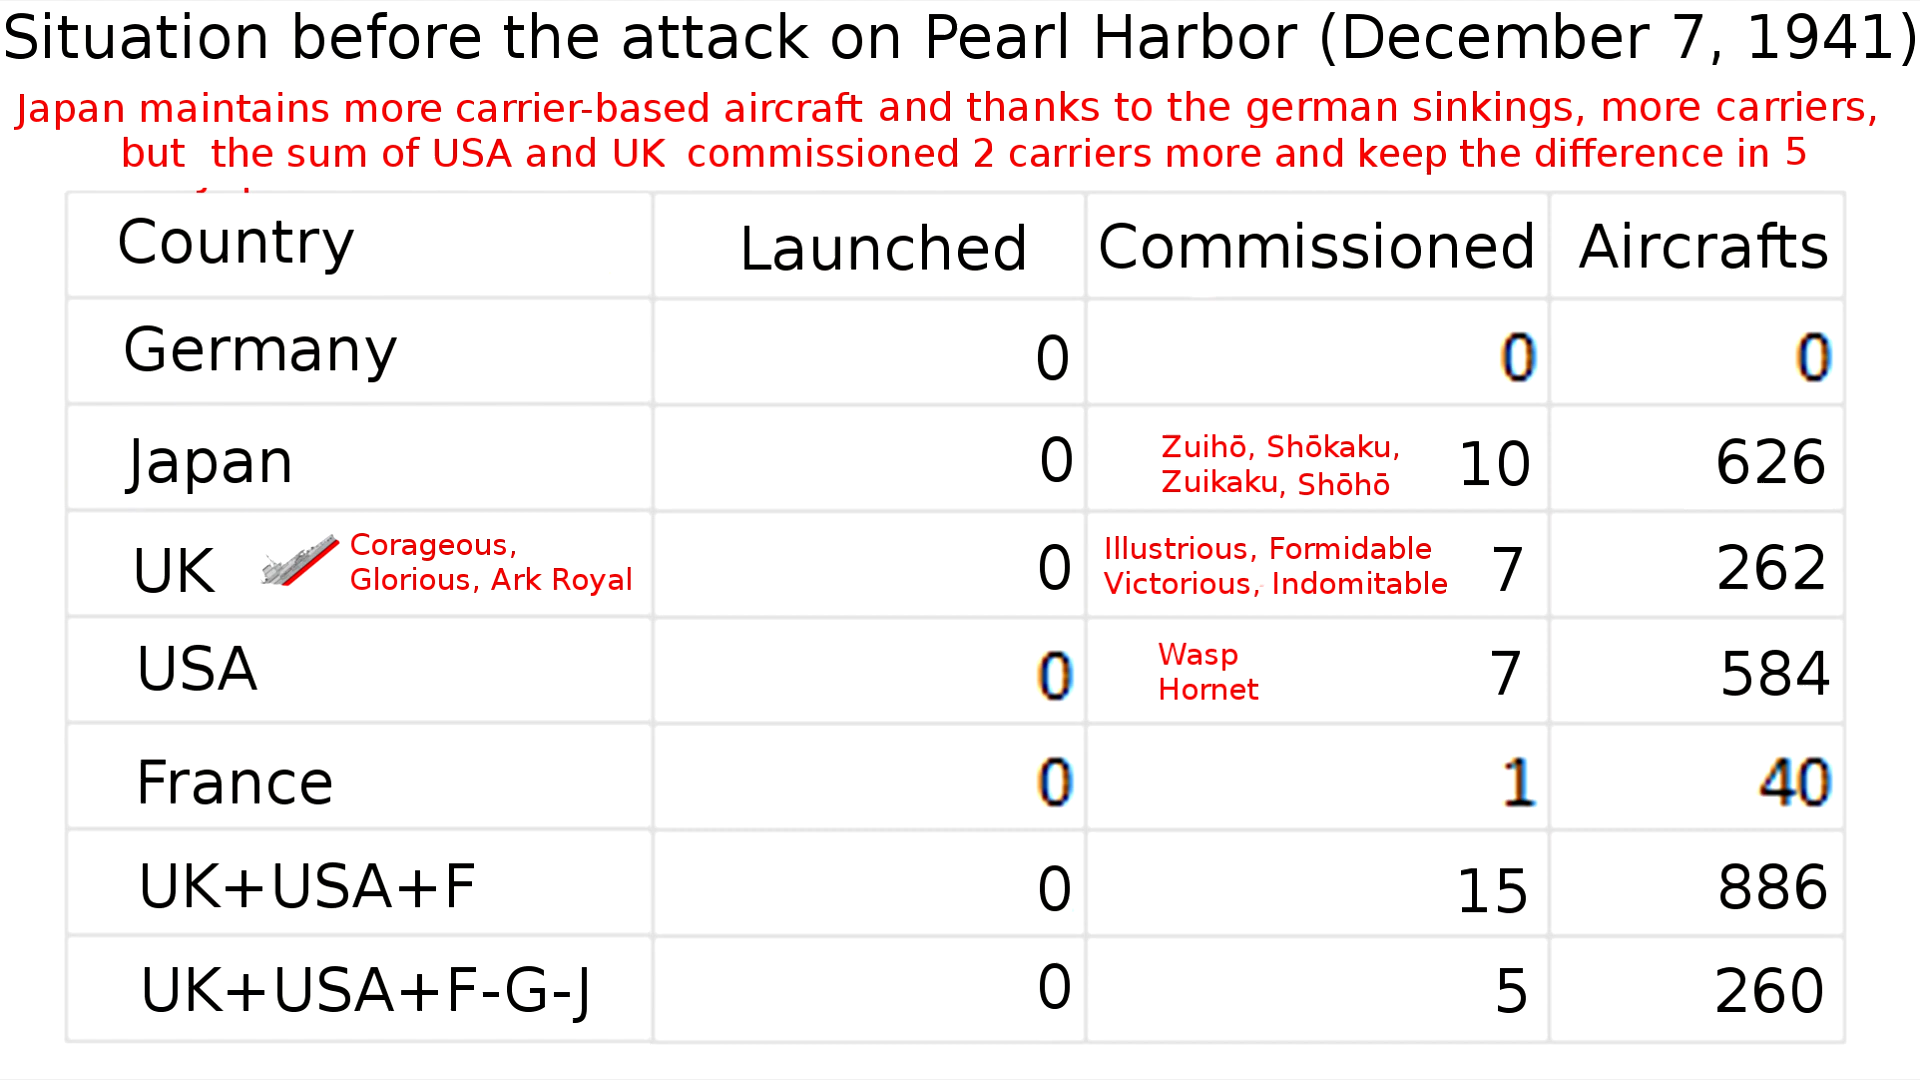 Situation before the attack on Pearl Harbor (December 7, 1941)
Japan maintains more carrier-based aircraft and thanks to the german sinkings, more carriers,
but the sum of USA and UK commissioned 2 carriers more and keep the difference in 5
Country Launched Commissioned Aircrafts
Germany 0 0 0
Japan 0 Zuihō, Shōkaku, 10 626
Zuikaku, Shōhō
UK Corageous, 0 Illustrious, Formidable 7 262
Glorious, Ark Royal Victorious, Indomitable
USA 0 Wasp 7 584
Hornet
France 0 1 40
UK+USA+F 0 15 886
UK+USA+F-G-J 0 5 260